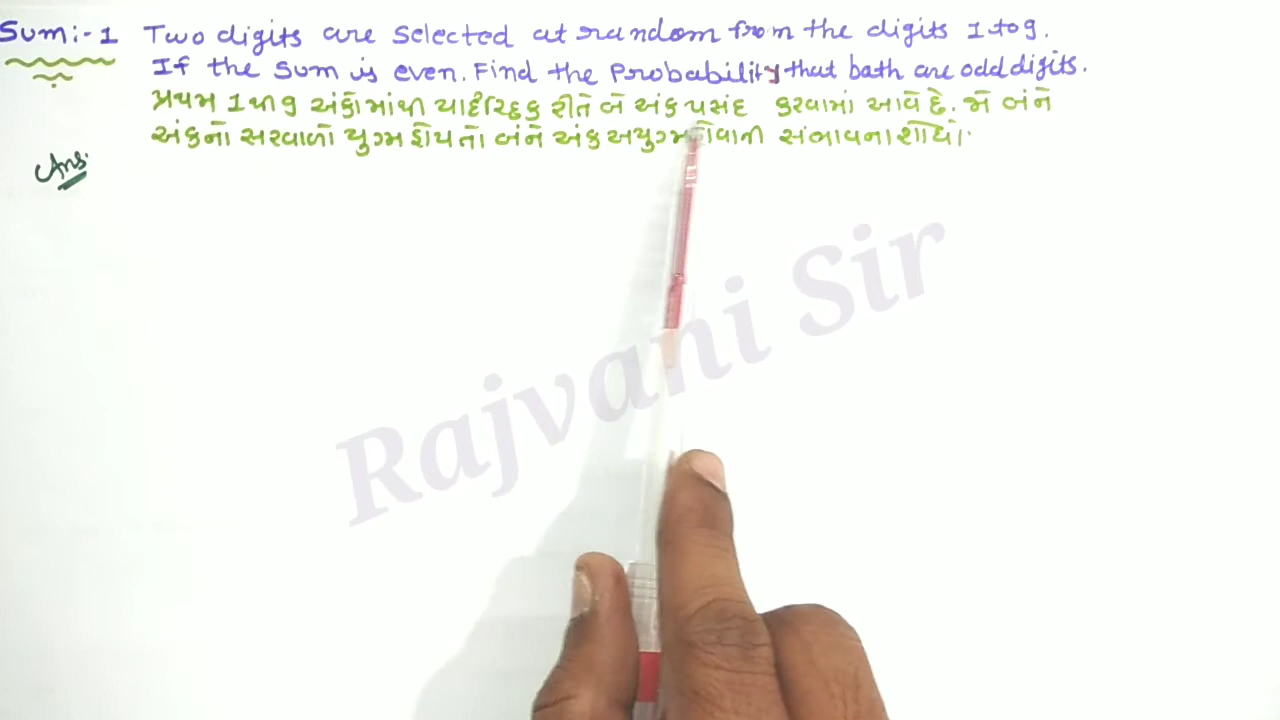 Sum:-1 Two digits are selected at random from the digits 1 to 9.
If the sum is even. Find the Probability that bath are odd digits.
પ્રથમ 1થી 9 અંકોમાંથી યાદૃચ્છિક રીતે બે અંક પસંદ કરવામાં આવે છે. જો બંને
અંકનો સરવાળો યુગ્મ હોય તો બંને અંક અયુગ્મ હોવાની સંભાવના શોધો.
Ans.
Rajvani Sir